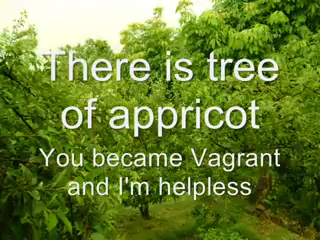 There is tree
of appricot
You became Vagrant
and I'm helpless